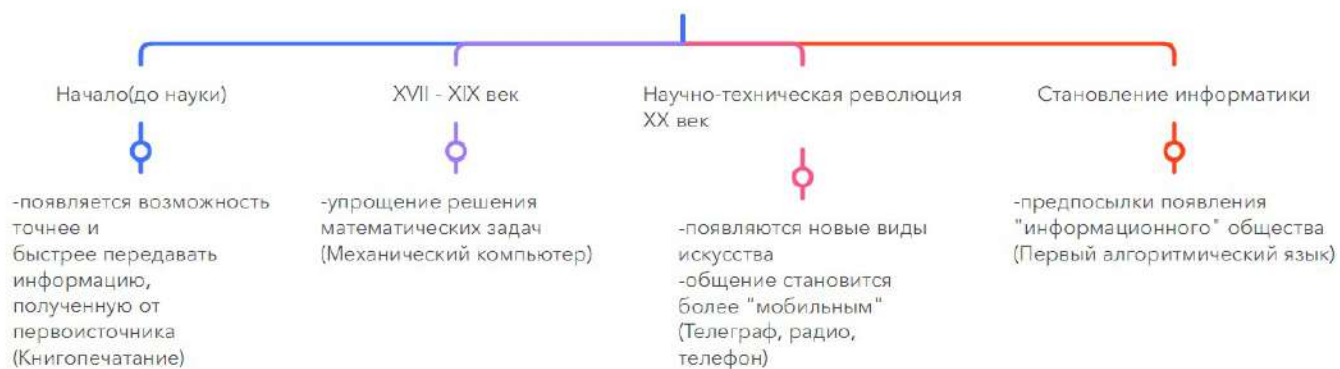 Начало(до науки)
-появляется возможность
точнее и
быстрее передавать
информацию,
полученную от
первоисточника
(Книгопечатание)
XVII - XIX век
-упрощение решения
математических задач
(Механический компьютер)
Научно-техническая революция
XX век
-появляются новые виды
искусства
-общение становится
более "мобильным"
(Телеграф, радио,
телефон)
Становление информатики
-предпосылки появления
"информационного" общества
(Первый алгоритмический язык)